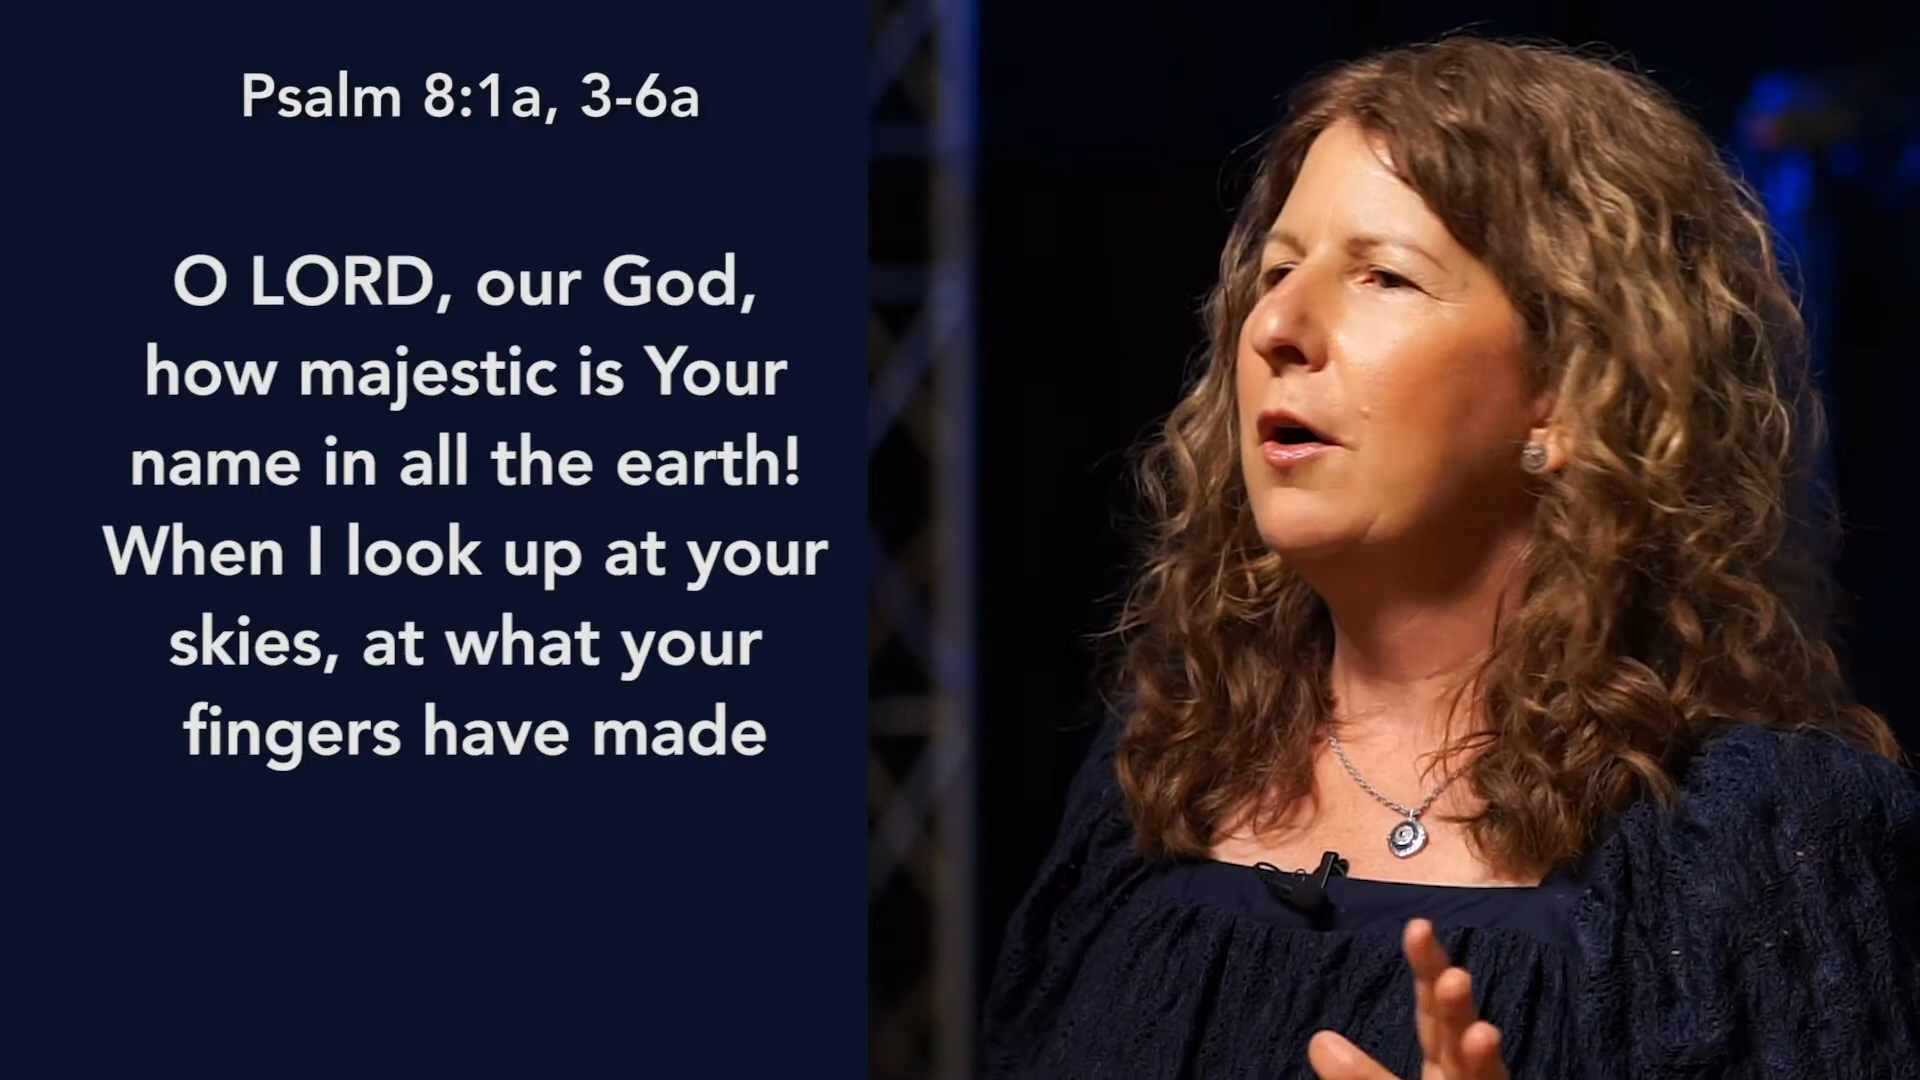 Psalm 8:1a, 3-6a
O LORD, our God,
how majestic is Your
name in all the earth!
When I look up at your
skies, at what your
fingers have made